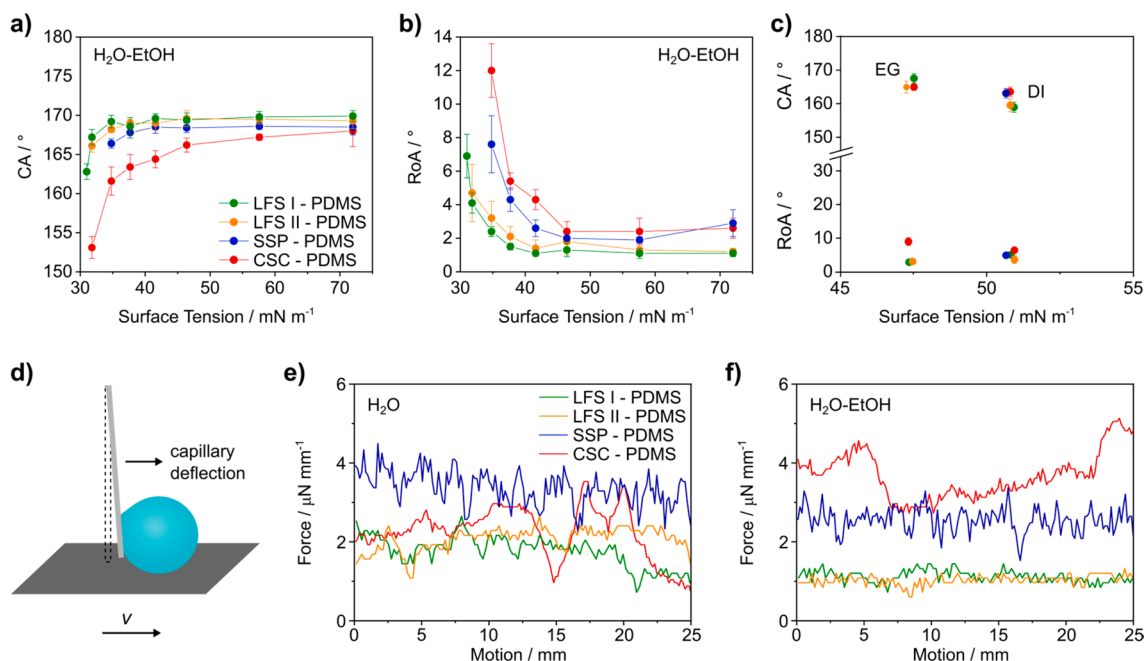 a)
H₂O-EtOH
CA / °
180
175
170
165
160
155
150
LFS I - PDMS
LFS II - PDMS
SSP - PDMS
CSC - PDMS
30 40 50 60 70
Surface Tension / mN m⁻¹
b)
H₂O-EtOH
RoA / °
14
12
10
8
6
4
2
0
30 40 50 60 70
Surface Tension / mN m⁻¹
c)
CA / °
180
170
160
150
EG
DI
RoA / °
30
20
10
0
45 50 55
Surface Tension / mN m⁻¹
d)
capillary
deflection
v
e)
H₂O
LFS I - PDMS
LFS II - PDMS
SSP - PDMS
CSC - PDMS
Force / µN mm⁻¹
6
4
2
0
0 5 10 15 20 25
Motion / mm
f)
H₂O-EtOH
Force / µN mm⁻¹
6
4
2
0
0 5 10 15 20 25
Motion / mm